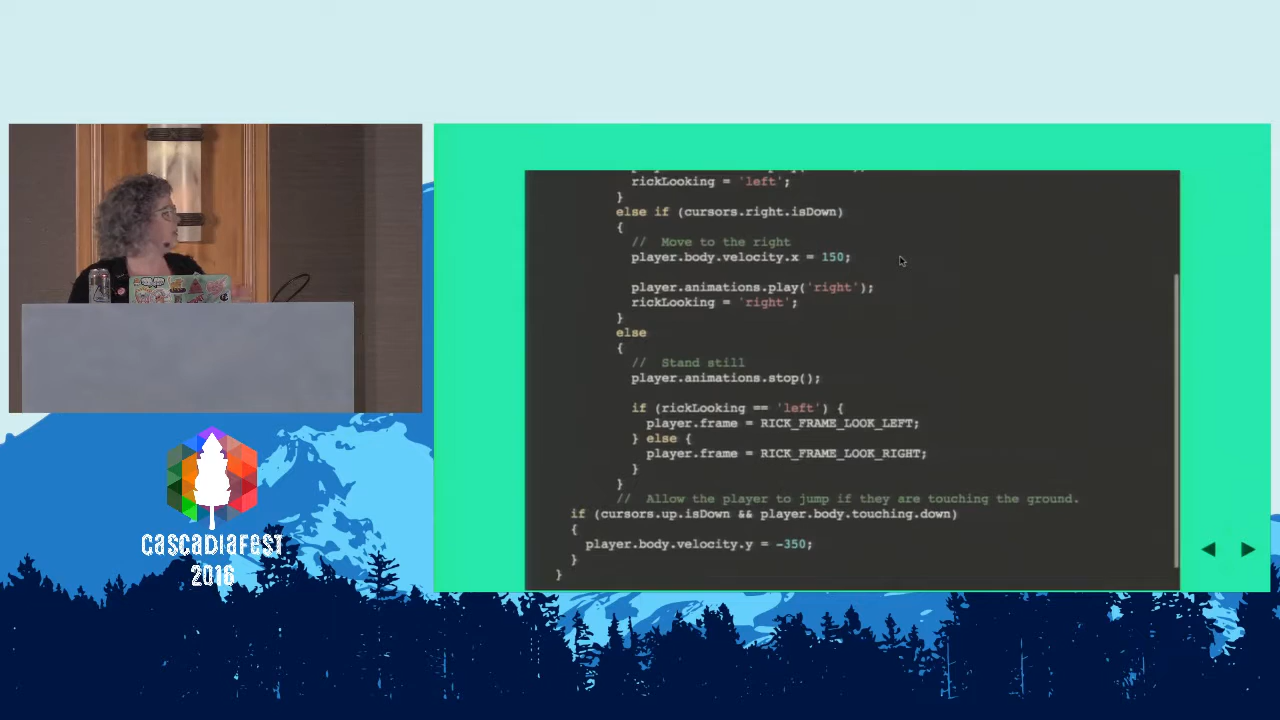 rickLooking = 'left';
}
else if (cursors.right.isDown)
{
//  Move to the right
player.body.velocity.x = 150;
player.animations.play('right');
rickLooking = 'right';
}
else
{
//  Stand still
player.animations.stop();
if (rickLooking == 'left') {
player.frame = RICK_FRAME_LOOK_LEFT;
} else {
player.frame = RICK_FRAME_LOOK_RIGHT;
}
}
//  Allow the player to jump if they are touching the ground.
if (cursors.up.isDown && player.body.touching.down)
{
player.body.velocity.y = -350;
}
}
CASCADIAFEST
2016